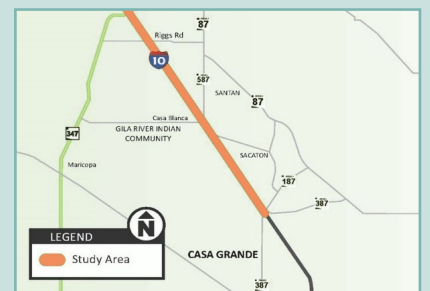 87
Riggs Rd
10
587
SANTAN
87
Casa Blanca
GILA RIVER INDIAN
COMMUNITY
347
Maricopa
SACATON
187
387
N
LEGEND
Study Area
CASA GRANDE
387